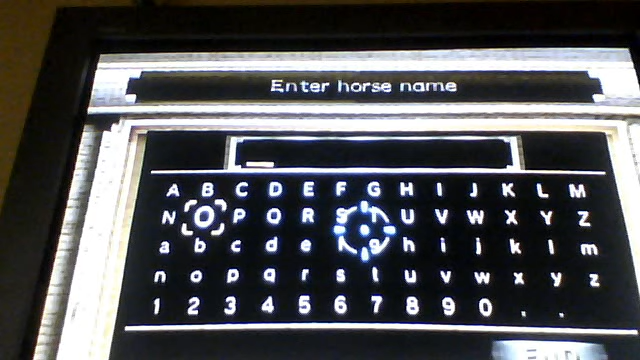 Enter horse name
A B C D E F G H I J K L M
N O P Q R S T U V W X Y Z
a b c d e f g h i j k l m
n o p q r s t u v w x y z
1 2 3 4 5 6 7 8 9 0 , .